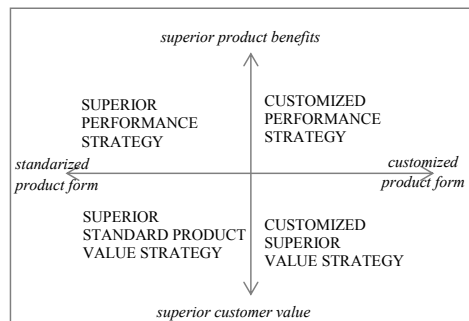 superior product benefits
SUPERIOR
PERFORMANCE
STRATEGY
CUSTOMIZED
PERFORMANCE
STRATEGY
standarized
product form
customized
product form
SUPERIOR
STANDARD PRODUCT
VALUE STRATEGY
CUSTOMIZED
SUPERIOR
VALUE STRATEGY
superior customer value